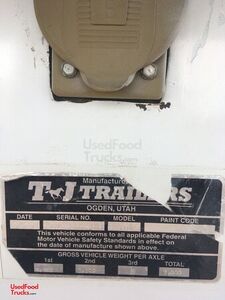 UsedFood
Trucks
Manufactured
T J TRAILERS
OGDEN, UTAH
DATE SERIAL NO. MODEL PAINT CODE
This vehicle conforms to all applicable Federal
Motor Vehicle Safety Standards in effect on
the date of manufacture shown above.
GROSS VEHICLE WEIGHT PER AXLE
1st 2nd 3rd TOTAL